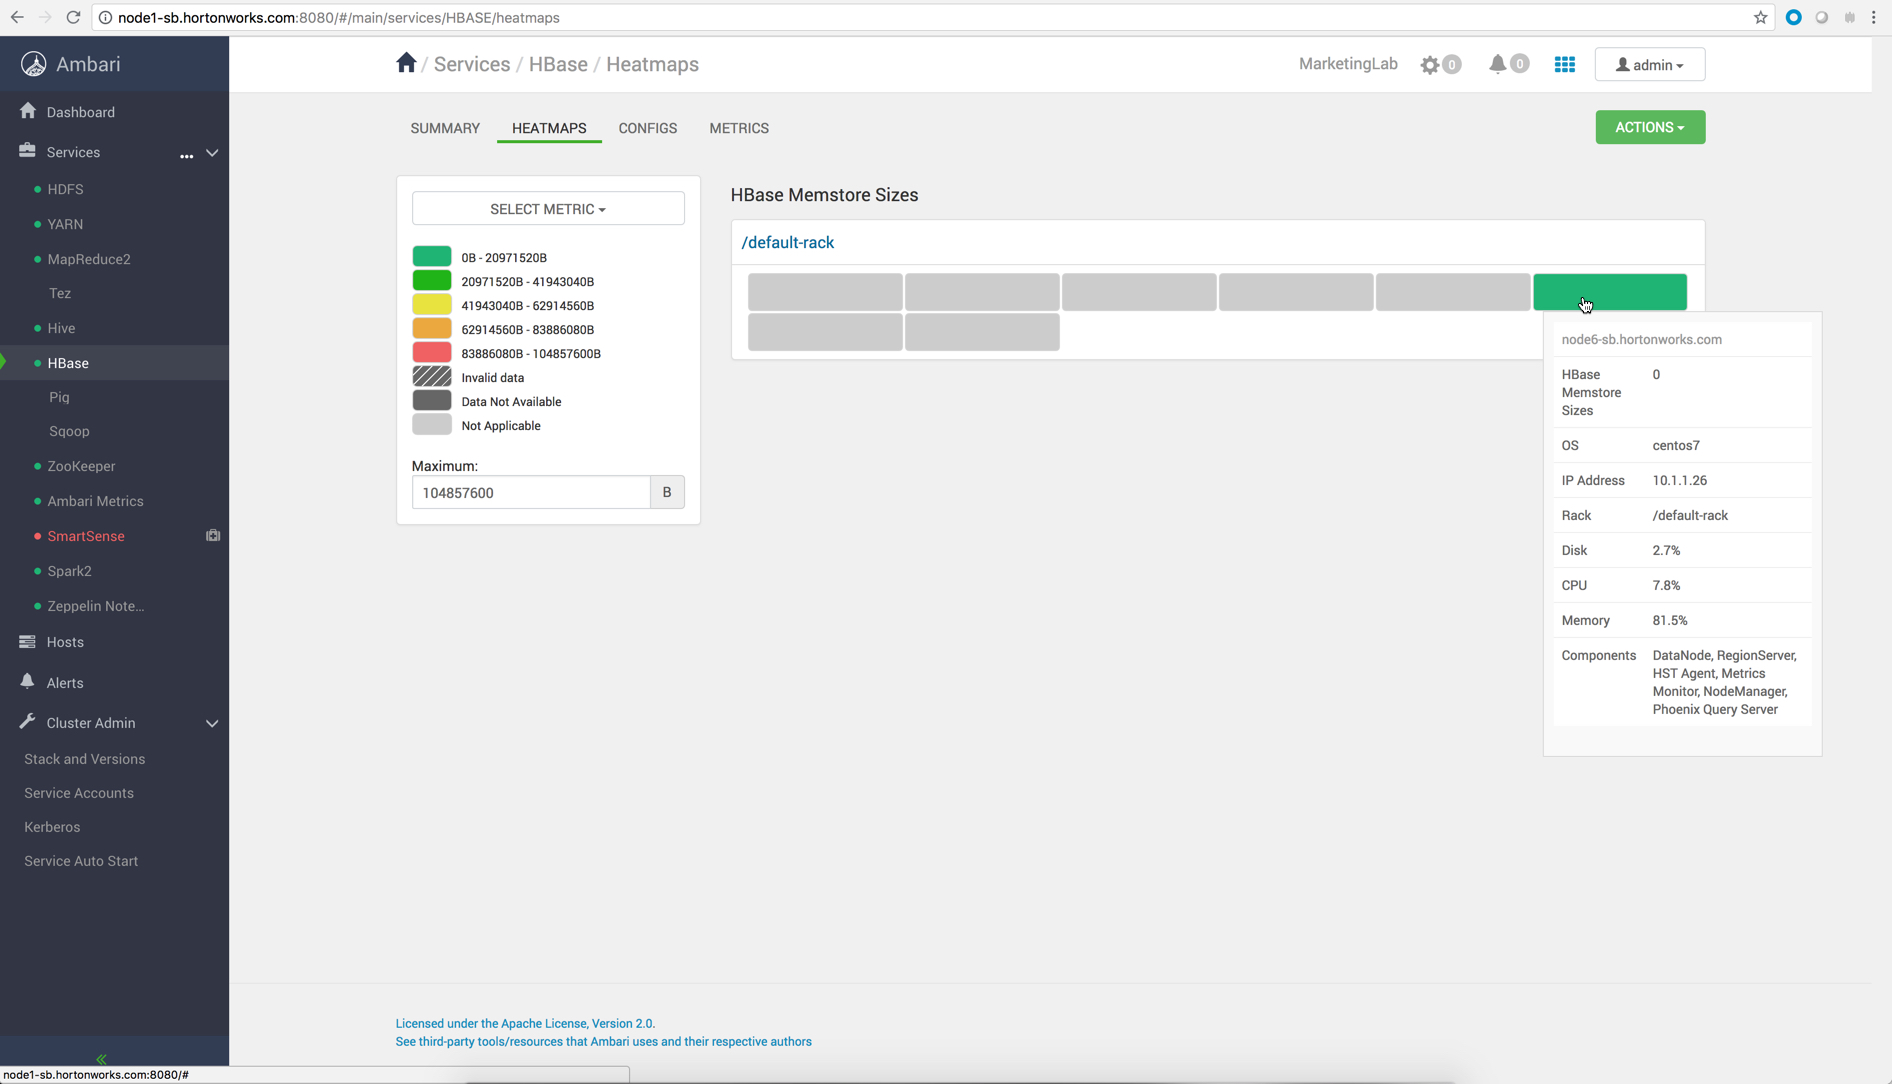 node1-sb.hortonworks.com:8080/#/main/services/HBASE/heatmaps
Ambari
/ Services / HBase / Heatmaps
MarketingLab
0
0
admin
Dashboard
Services
...
HDFS
YARN
MapReduce2
Tez
Hive
HBase
Pig
Sqoop
ZooKeeper
Ambari Metrics
SmartSense
Spark2
Zeppelin Note...
Hosts
Alerts
Cluster Admin
Stack and Versions
Service Accounts
Kerberos
Service Auto Start
SUMMARY
HEATMAPS
CONFIGS
METRICS
ACTIONS
SELECT METRIC
0B - 20971520B
20971520B - 41943040B
41943040B - 62914560B
62914560B - 83886080B
83886080B - 104857600B
Invalid data
Data Not Available
Not Applicable
Maximum:
104857600 B
HBase Memstore Sizes
/default-rack
node6-sb.hortonworks.com
HBase 0
Memstore
Sizes
OS centos7
IP Address 10.1.1.26
Rack /default-rack
Disk 2.7%
CPU 7.8%
Memory 81.5%
Components DataNode, RegionServer,
HST Agent, Metrics
Monitor, NodeManager,
Phoenix Query Server
Licensed under the Apache License, Version 2.0.
See third-party tools/resources that Ambari uses and their respective authors
node1-sb.hortonworks.com:8080/#